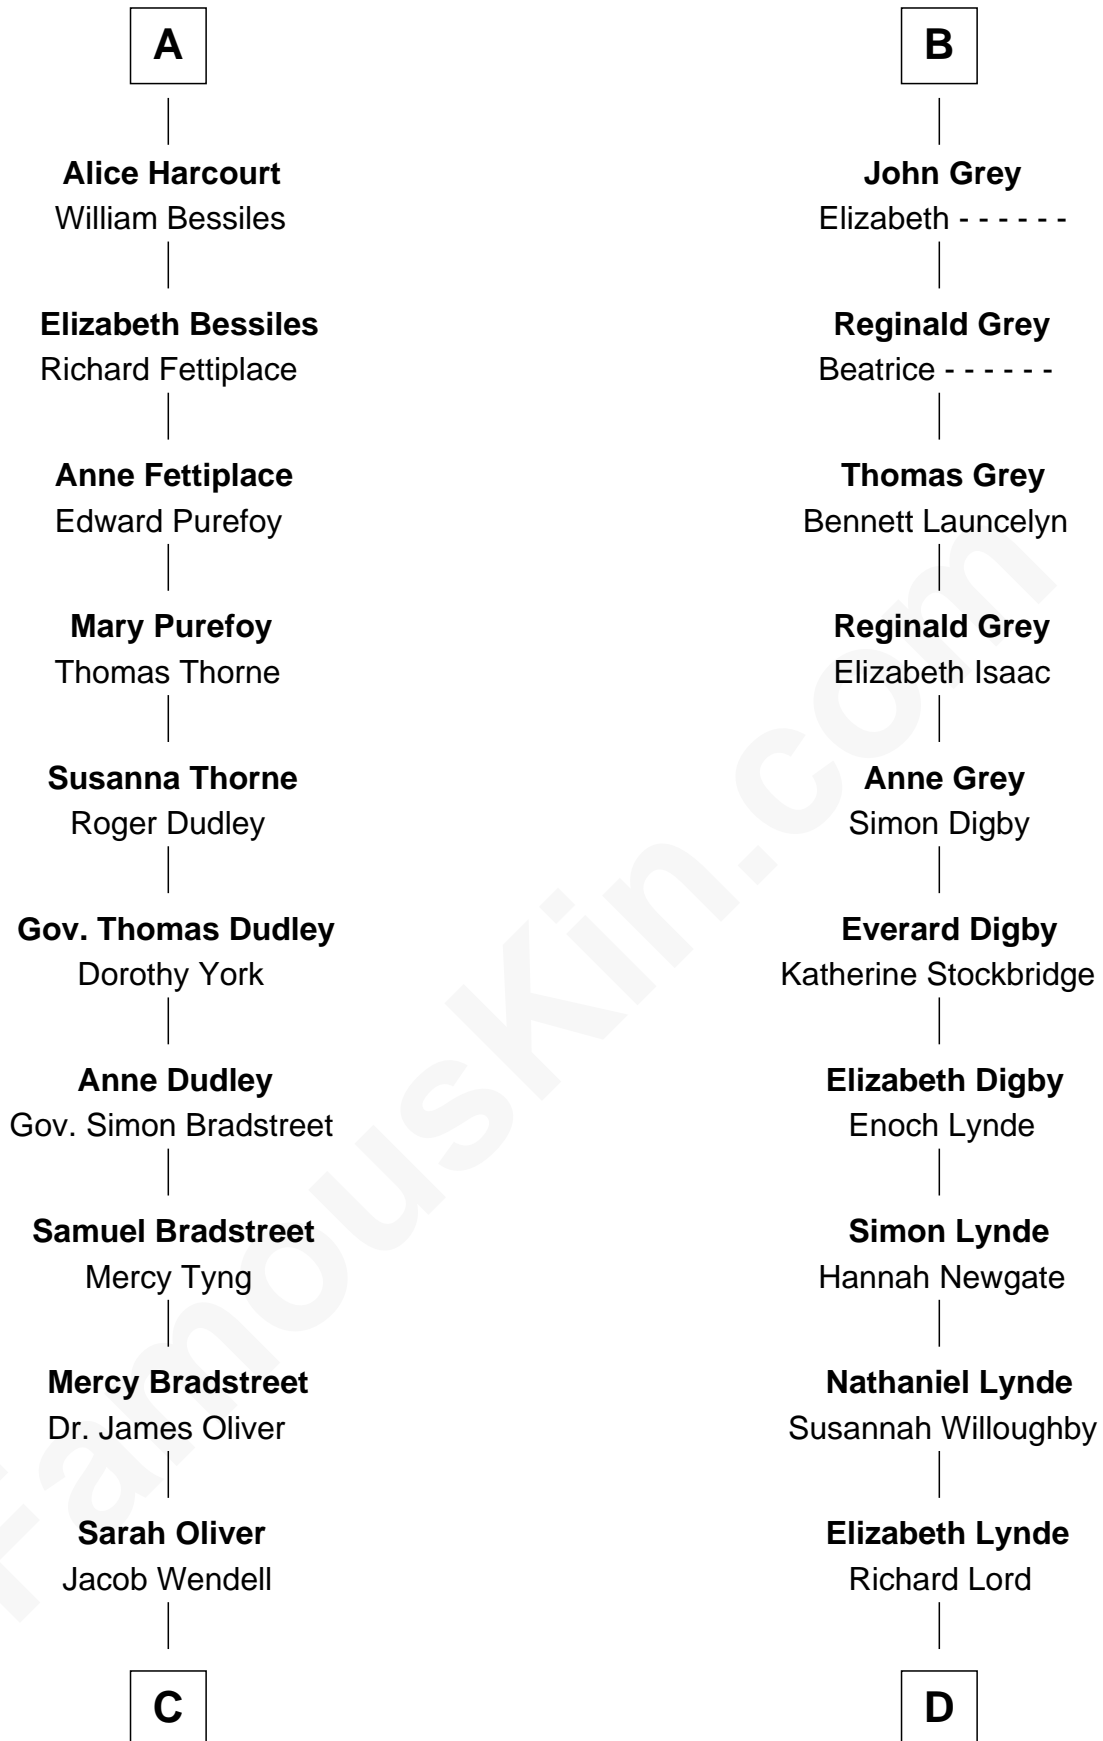 A
Alice Harcourt
William Bessiles
Elizabeth Bessiles
Richard Fettiplace
Anne Fettiplace
Edward Purefoy
Mary Purefoy
Thomas Thorne
Susanna Thorne
Roger Dudley
Gov. Thomas Dudley
Dorothy York
Anne Dudley
Gov. Simon Bradstreet
Samuel Bradstreet
Mercy Tyng
Mercy Bradstreet
Dr. James Oliver
Sarah Oliver
Jacob Wendell
C
B
John Grey
Elizabeth - - - - - -
Reginald Grey
Beatrice - - - - - -
Thomas Grey
Bennett Launcelyn
Reginald Grey
Elizabeth Isaac
Anne Grey
Simon Digby
Everard Digby
Katherine Stockbridge
Elizabeth Digby
Enoch Lynde
Simon Lynde
Hannah Newgate
Nathaniel Lynde
Susannah Willoughby
Elizabeth Lynde
Richard Lord
D
FamousKin.com